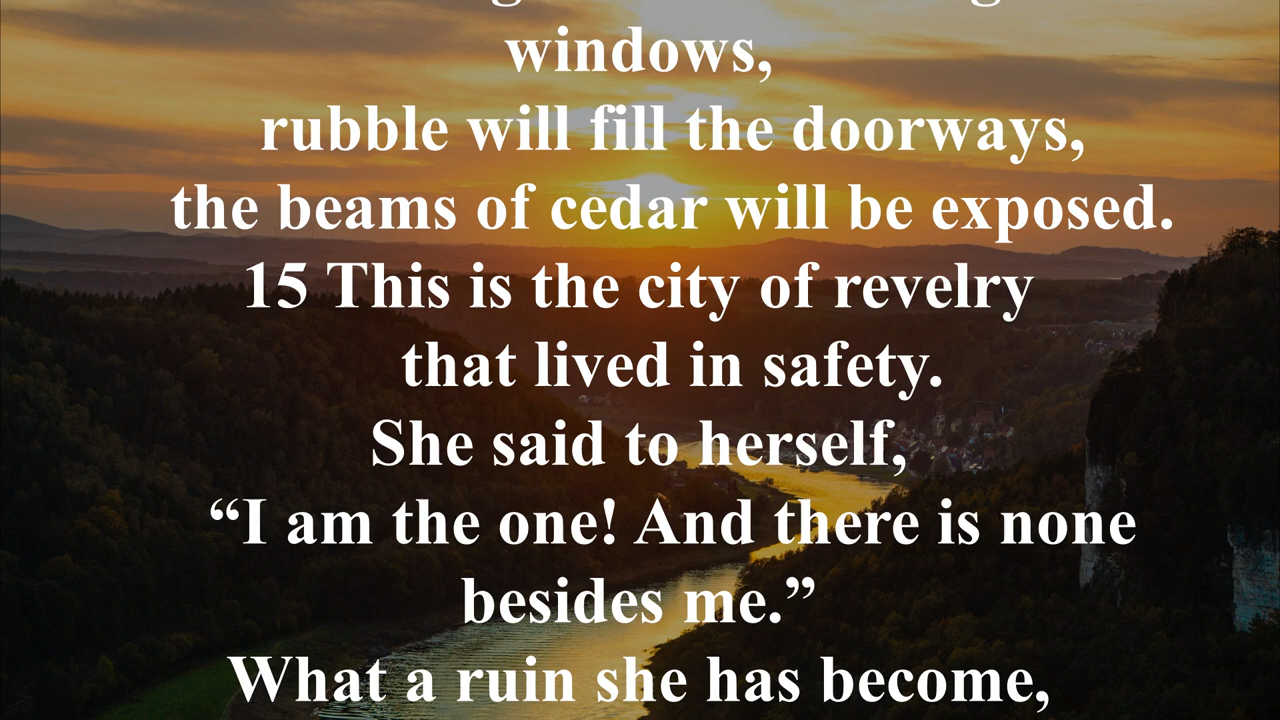 windows,
rubble will fill the doorways,
the beams of cedar will be exposed.
15 This is the city of revelry
that lived in safety.
She said to herself,
“I am the one! And there is none
besides me.”
What a ruin she has become,